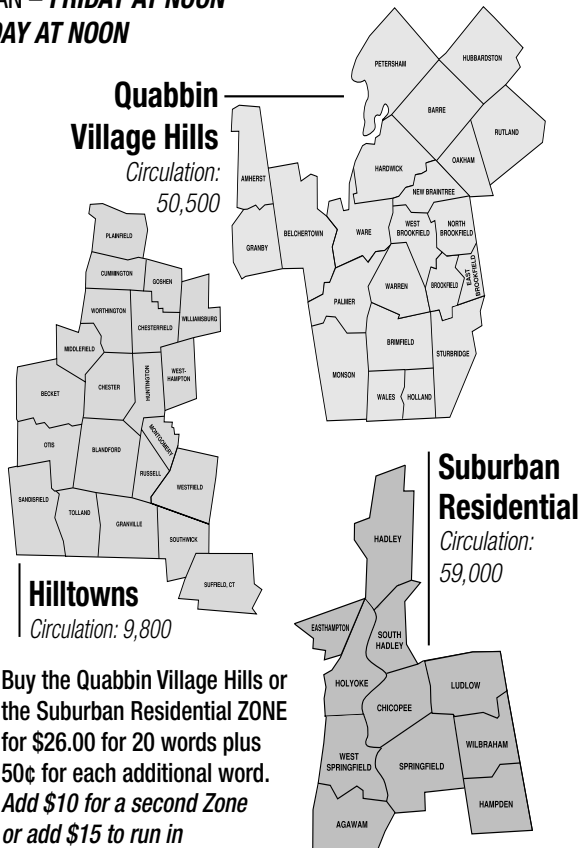 AN – FRIDAY AT NOON
DAY AT NOON
Quabbin
Village Hills
Circulation:
50,500
PETERSHAM
HUBBARDSTON
BARRE
RUTLAND
OAKHAM
HARDWICK
NEW BRAINTREE
AMHERST
GRANBY
BELCHERTOWN
WARE
WEST
BROOKFIELD
NORTH
BROOKFIELD
EAST
BROOKFIELD
BROOKFIELD
WARREN
PALMER
BRIMFIELD
STURBRIDGE
MONSON
WALES
HOLLAND
PLAINFIELD
CUMMINGTON
GOSHEN
WORTHINGTON
CHESTERFIELD
WILLIAMSBURG
MIDDLEFIELD
WEST-
HAMPTON
HUNTINGTON
CHESTER
BECKET
MONTGOMERY
OTIS
BLANDFORD
RUSSELL
WESTFIELD
SANDISFIELD
TOLLAND
GRANVILLE
SOUTHWICK
SUFFIELD, CT
Hilltowns
Circulation: 9,800
Suburban
Residential
Circulation:
59,000
HADLEY
EASTHAMPTON
SOUTH
HADLEY
HOLYOKE
CHICOPEE
LUDLOW
WEST
SPRINGFIELD
SPRINGFIELD
WILBRAHAM
HAMPDEN
AGAWAM
Buy the Quabbin Village Hills or
the Suburban Residential ZONE
for $26.00 for 20 words plus
50¢ for each additional word.
Add $10 for a second Zone
or add $15 to run in